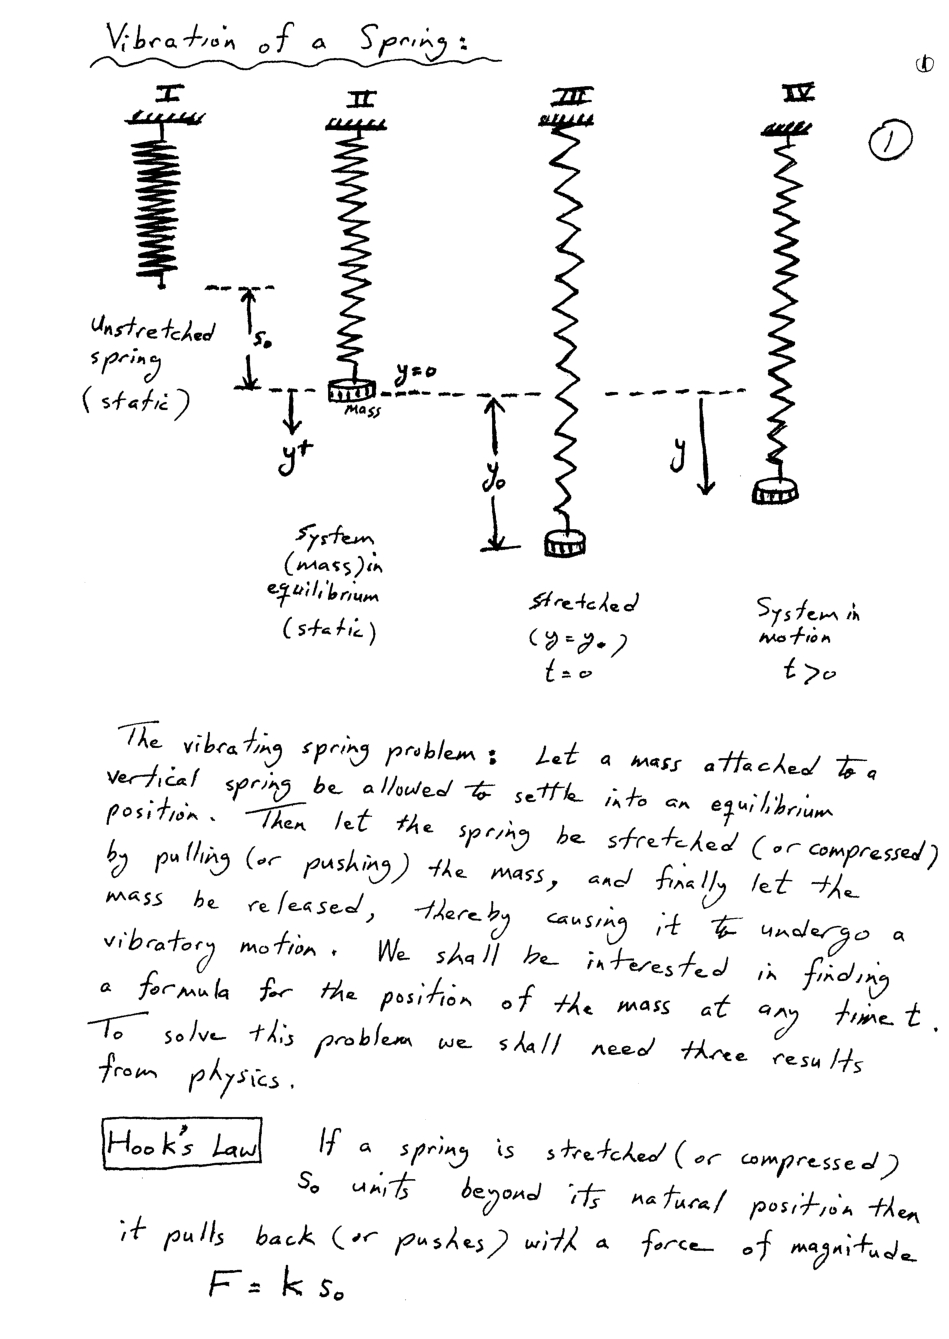 Vibration of a Spring:
①
I II III IV
①
s₀
Unstretched
spring
(static)
y=0
mass
y+
y₀
y
System
(mass) in
equilibrium
(static)
stretched
(y=y₀)
t=0
System in
motion
t>0
The vibrating spring problem: Let a mass attached to a
vertical spring be allowed to settle into an equilibrium
position. Then let the spring be stretched (or compressed)
by pulling (or pushing) the mass, and finally let the
mass be released, thereby causing it to undergo a
vibratory motion. We shall be interested in finding
a formula for the position of the mass at any time t.
To solve this problem we shall need three results
from physics.
Hook's Law If a spring is stretched (or compressed)
s₀ units beyond its natural position then
it pulls back (or pushes) with a force of magnitude
F = k s₀